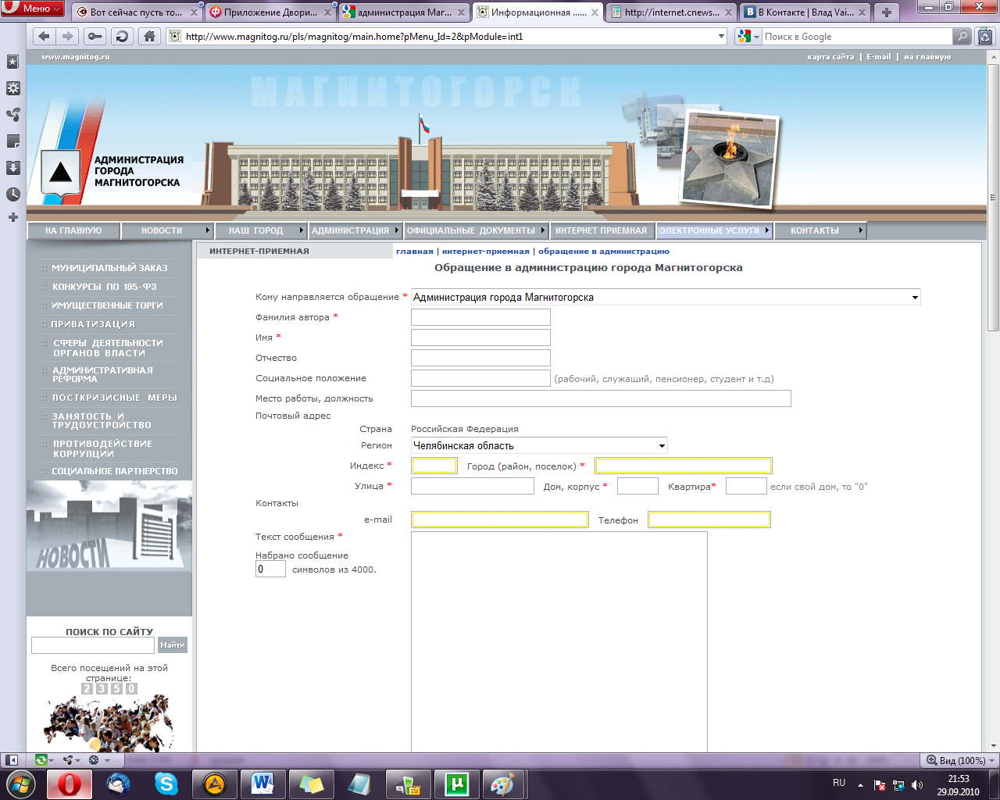 Меню
Вот сейчас пусть то...
Приложение Двори...
администрация Маг...
Информационная ......
http://internet.cnews....
В Контакте | Влад Vai...
http://www.magnitog.ru/pls/magnitog/main.home?pMenu_Id=2&pModule=int1
Поиск в Google
www.magnitog.ru
карта сайта | E-mail | на главную
МАГНИТОГОРСК
АДМИНИСТРАЦИЯ
ГОРОДА
МАГНИТОГОРСКА
НА ГЛАВНУЮ
НОВОСТИ
НАШ ГОРОД
АДМИНИСТРАЦИЯ
ОФИЦИАЛЬНЫЕ ДОКУМЕНТЫ
ИНТЕРНЕТ ПРИЕМНАЯ
ЭЛЕКТРОННЫЕ УСЛУГИ
КОНТАКТЫ
МУНИЦИПАЛЬНЫЙ ЗАКАЗ
КОНКУРСЫ ПО 185-ФЗ
ИМУЩЕСТВЕННЫЕ ТОРГИ
ПРИВАТИЗАЦИЯ
СФЕРЫ ДЕЯТЕЛЬНОСТИ
ОРГАНОВ ВЛАСТИ
АДМИНИСТРАТИВНАЯ
РЕФОРМА
ПОСТКРИЗИСНЫЕ МЕРЫ
ЗАНЯТОСТЬ И
ТРУДОУСТРОЙСТВО
ПРОТИВОДЕЙСТВИЕ
КОРРУПЦИИ
СОЦИАЛЬНОЕ ПАРТНЕРСТВО
НОВОСТИ
ПОИСК ПО САЙТУ
Найти
Всего посещений на этой
странице:
2350
ИНТЕРНЕТ-ПРИЕМНАЯ
главная | интернет-приемная | обращение в администрацию
Обращение в администрацию города Магнитогорска
Кому направляется обращение * Администрация города Магнитогорска
Фамилия автора *
Имя *
Отчество
Социальное положение (рабочий, служащий, пенсионер, студент и т.д)
Место работы, должность
Почтовый адрес
Страна Российская Федерация
Регион Челябинская область
Индекс * Город (район, поселок) *
Улица * Дом, корпус * Квартира* если свой дом, то "0"
Контакты
e-mail Телефон
Текст сообщения *
Набрано сообщение
0 символов из 4000.
Вид (100%)
RU
21:53
29.09.2010